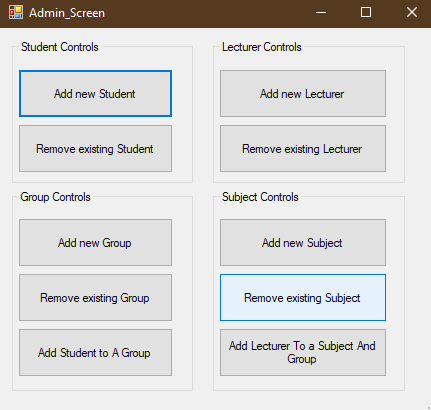 Admin_Screen
Student Controls
Add new Student
Remove existing Student
Lecturer Controls
Add new Lecturer
Remove existing Lecturer
Group Controls
Add new Group
Remove existing Group
Add Student to A Group
Subject Controls
Add new Subject
Remove existing Subject
Add Lecturer To a Subject And
Group